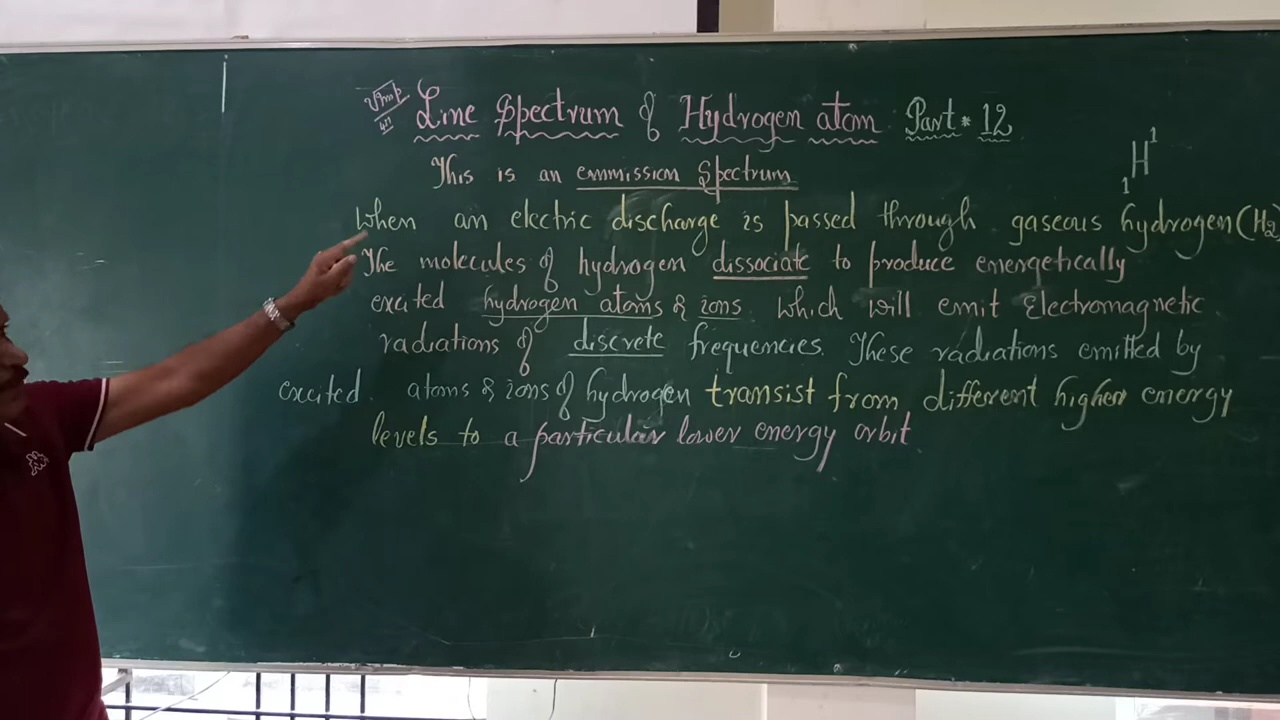 VImp
4M
Line Spectrum of Hydrogen atom Part * 12
This is an emmission Spectrum
1H1
When an electric discharge is passed through gaseous hydrogen (H2)
The molecules of hydrogen dissociate to produce energetically
excited hydrogen atoms & ions which will emit Electromagnetic
radiations of discrete frequencies. These radiations emitted by
excited atoms & ions of hydrogen transist from different higher energy
levels to a particular lower energy orbit